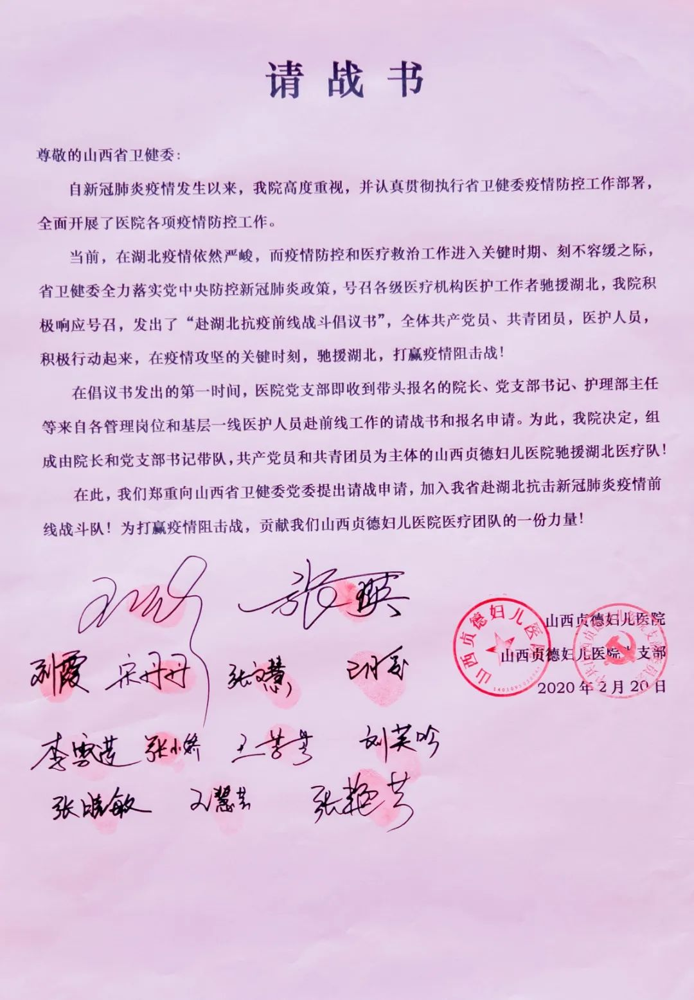 请战书
尊敬的山西省卫健委：
自新冠肺炎疫情发生以来，我院高度重视，并认真贯彻执行省卫健委疫情防控工作部署，
全面开展了医院各项疫情防控工作。
当前，在湖北疫情依然严峻，而疫情防控和医疗救治工作进入关键时期、刻不容缓之际，
省卫健委全力落实党中央防控新冠肺炎政策，号召各级医疗机构医护工作者驰援湖北，我院积
极响应号召，发出了“赴湖北抗疫前线战斗倡议书”，全体共产党员、共青团员，医护人员，
积极行动起来，在疫情攻坚的关键时刻，驰援湖北，打赢疫情阻击战！
在倡议书发出的第一时间，医院党支部即收到带头报名的院长、党支部书记、护理部主任
等来自各管理岗位和基层一线医护人员赴前线工作的请战书和报名申请。为此，我院决定，组
成由院长和党支部书记带队，共产党员和共青团员为主体的山西贞德妇儿医院驰援湖北医疗队！
在此，我们郑重向山西省卫健委党委提出请战申请，加入我省赴湖北抗击新冠肺炎疫情前
线战斗队！为打赢疫情阻击战，贡献我们山西贞德妇儿医院医疗团队的一份力量！
张瑛
山西贞德妇儿医院
山西贞德妇儿医院党支部
2020年2月20日
山西贞德妇儿医院
刘霞 宋丹丹 张文慧
张小娇 刘芙吟
张晓敏 王慧芸 张艳芸